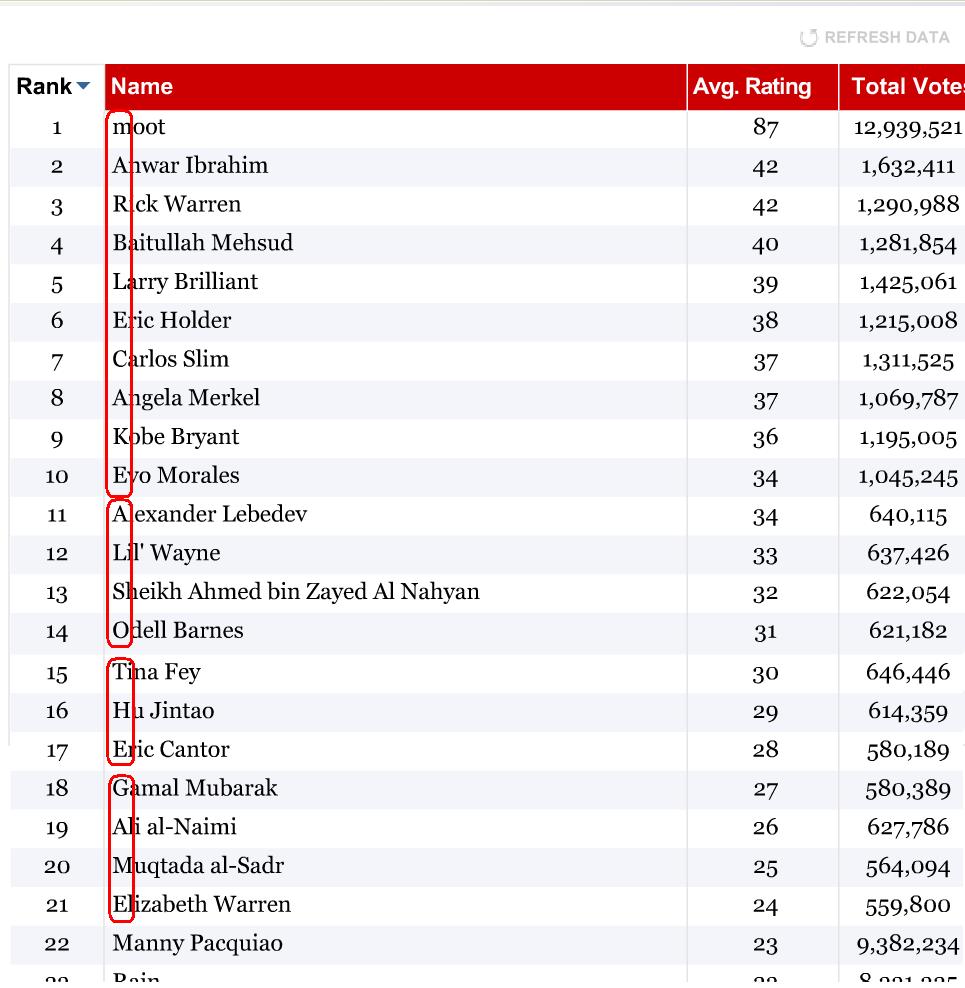 REFRESH DATA
Rank Name Avg. Rating Total Votes
1 moot 87 12,939,521
2 Anwar Ibrahim 42 1,632,411
3 Rick Warren 42 1,290,988
4 Baitullah Mehsud 40 1,281,854
5 Larry Brilliant 39 1,425,061
6 Eric Holder 38 1,215,008
7 Carlos Slim 37 1,311,525
8 Angela Merkel 37 1,069,787
9 Kobe Bryant 36 1,195,005
10 Evo Morales 34 1,045,245
11 Alexander Lebedev 34 640,115
12 Lil' Wayne 33 637,426
13 Sheikh Ahmed bin Zayed Al Nahyan 32 622,054
14 Odell Barnes 31 621,182
15 Tina Fey 30 646,446
16 Hu Jintao 29 614,359
17 Eric Cantor 28 580,189
18 Gamal Mubarak 27 580,389
19 Ali al-Naimi 26 627,786
20 Muqtada al-Sadr 25 564,094
21 Elizabeth Warren 24 559,800
22 Manny Pacquiao 23 9,382,234
Rain